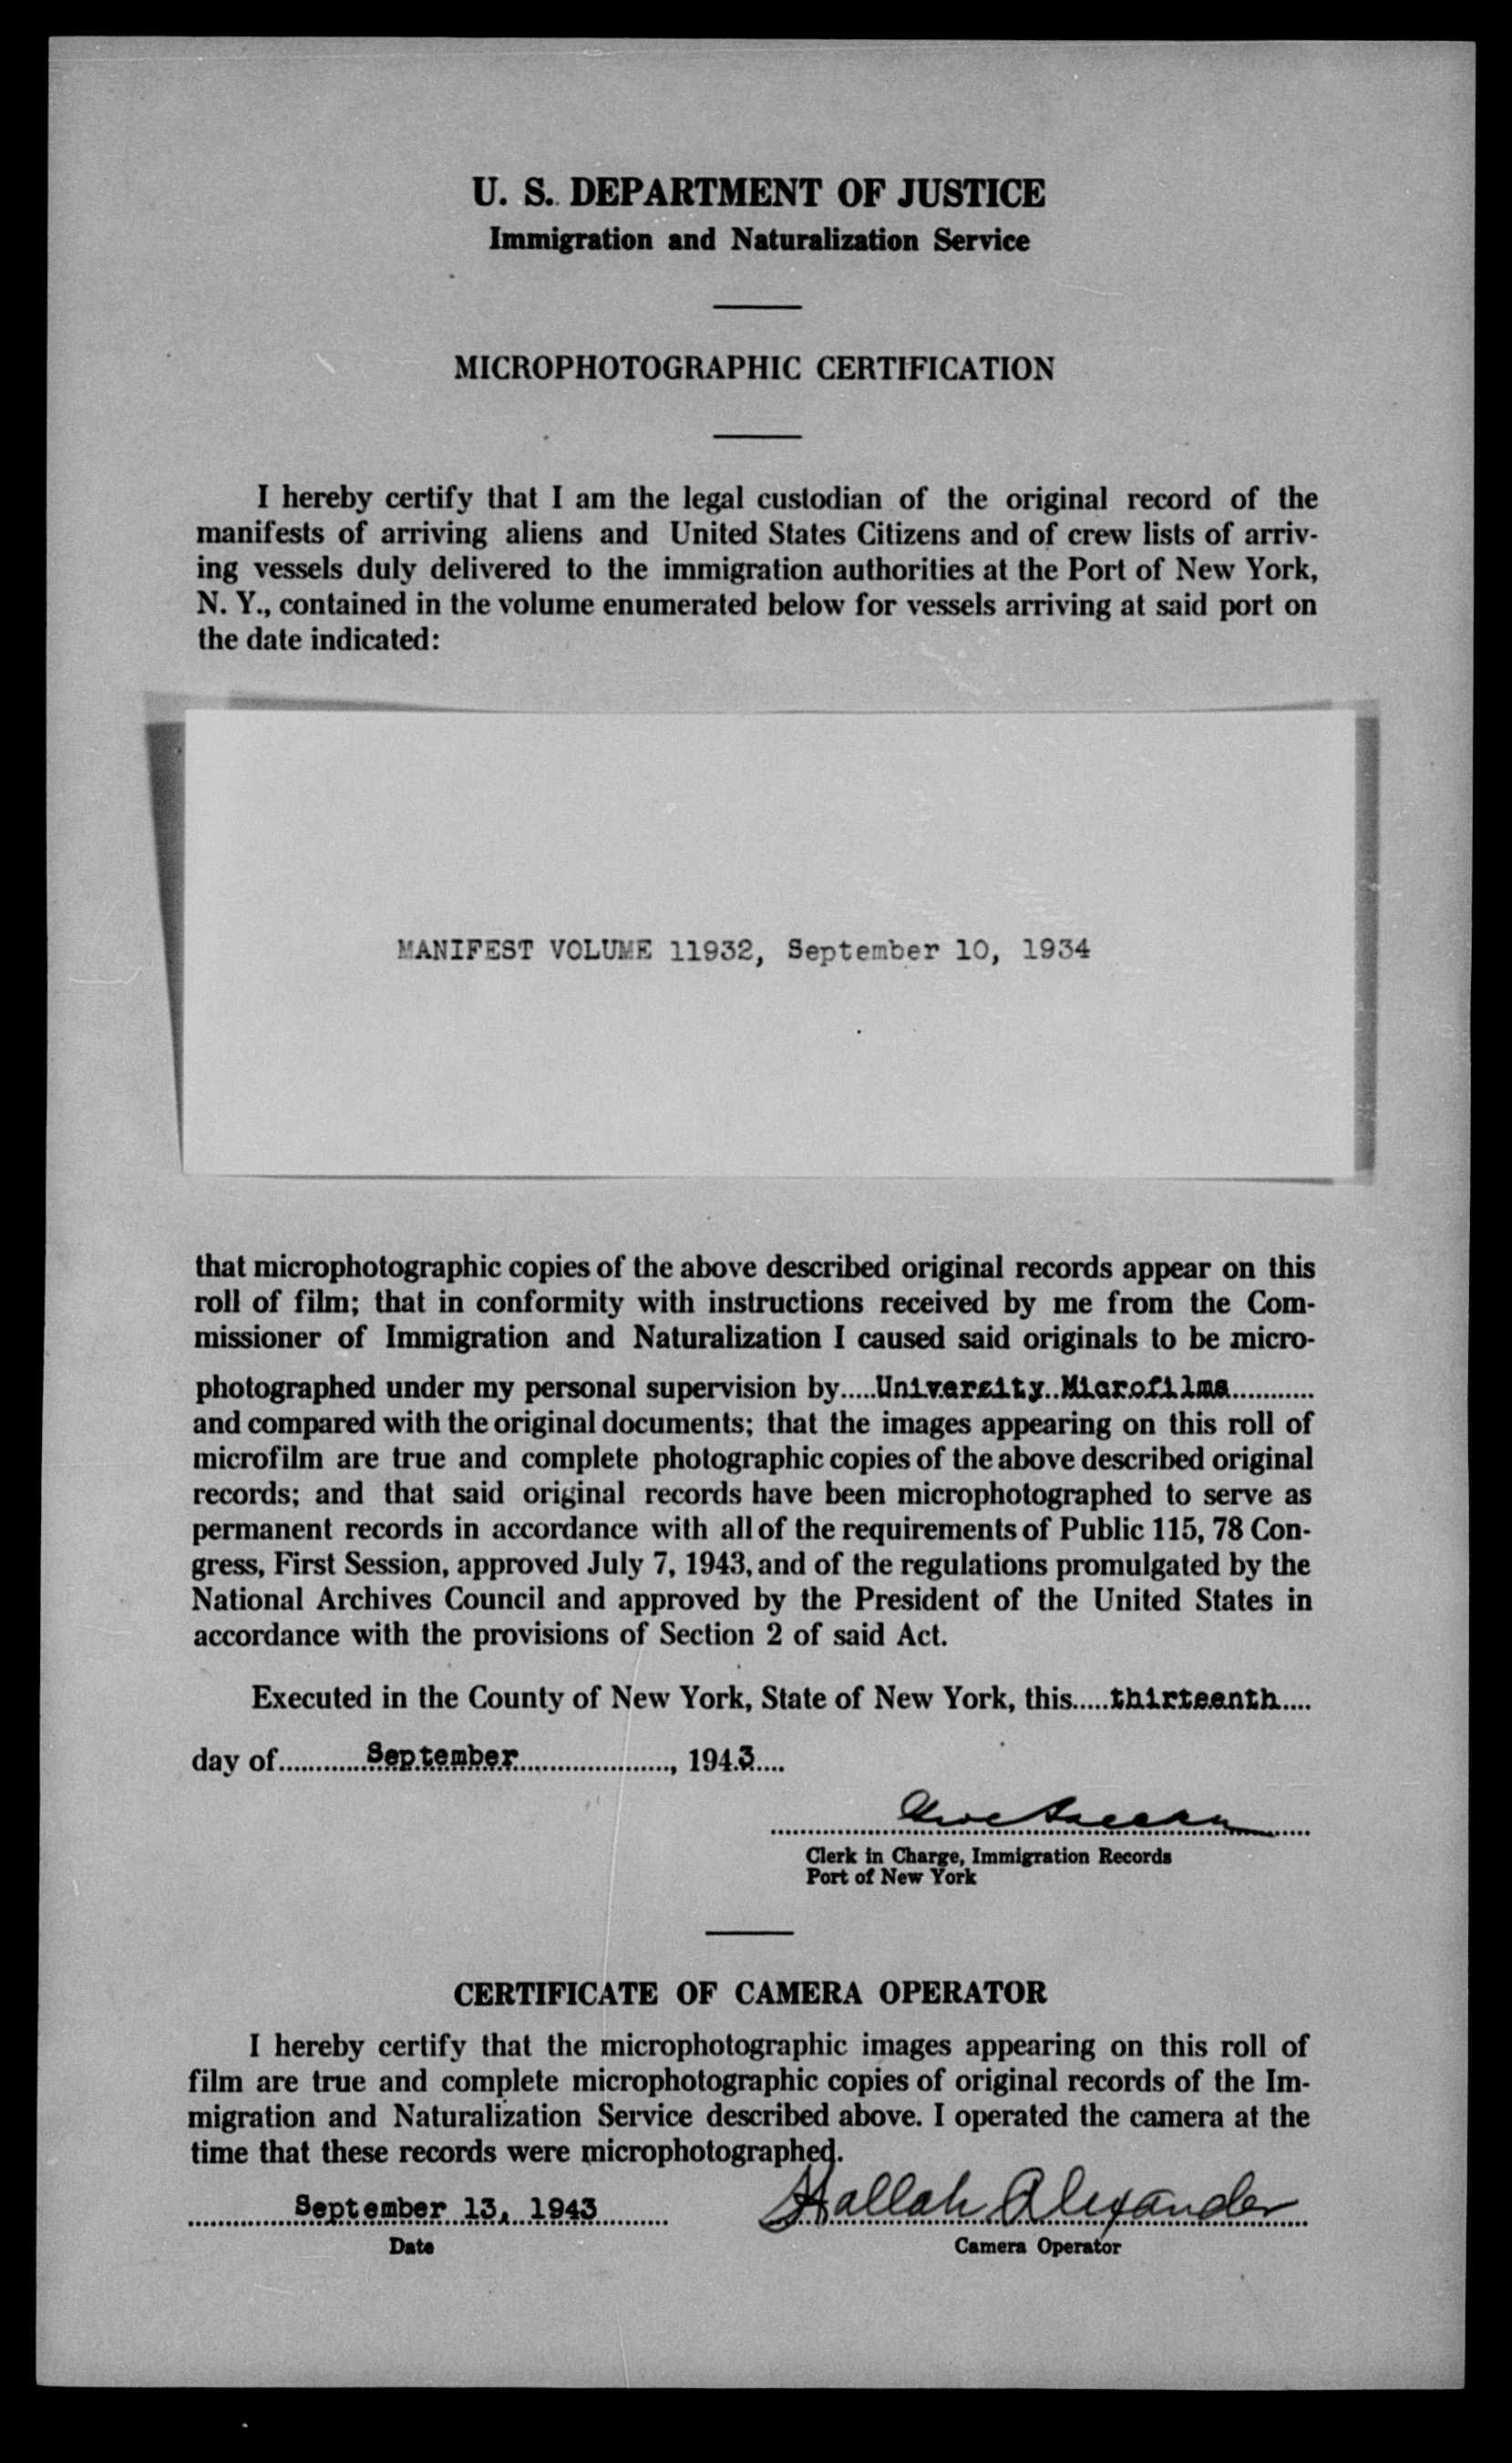 U. S. DEPARTMENT OF JUSTICE
Immigration and Naturalization Service
MICROPHOTOGRAPHIC CERTIFICATION
I hereby certify that I am the legal custodian of the original record of the
manifests of arriving aliens and United States Citizens and of crew lists of arriv-
ing vessels duly delivered to the immigration authorities at the Port of New York,
N. Y., contained in the volume enumerated below for vessels arriving at said port on
the date indicated:
MANIFEST VOLUME 11932, September 10, 1934
that microphotographic copies of the above described original records appear on this
roll of film; that in conformity with instructions received by me from the Com-
missioner of Immigration and Naturalization I caused said originals to be micro-
photographed under my personal supervision by.....University Microfilms...........
and compared with the original documents; that the images appearing on this roll of
microfilm are true and complete photographic copies of the above described original
records; and that said original records have been microphotographed to serve as
permanent records in accordance with all of the requirements of Public 115, 78 Con-
gress, First Session, approved July 7, 1943, and of the regulations promulgated by the
National Archives Council and approved by the President of the United States in
accordance with the provisions of Section 2 of said Act.
Executed in the County of New York, State of New York, this.....thirteenth....
day of............September......................, 1943....
Clerk in Charge, Immigration Records
Port of New York
CERTIFICATE OF CAMERA OPERATOR
I hereby certify that the microphotographic images appearing on this roll of
film are true and complete microphotographic copies of original records of the Im-
migration and Naturalization Service described above. I operated the camera at the
time that these records were microphotographed.
September 13, 1943 Hallah Alexander
Date Camera Operator